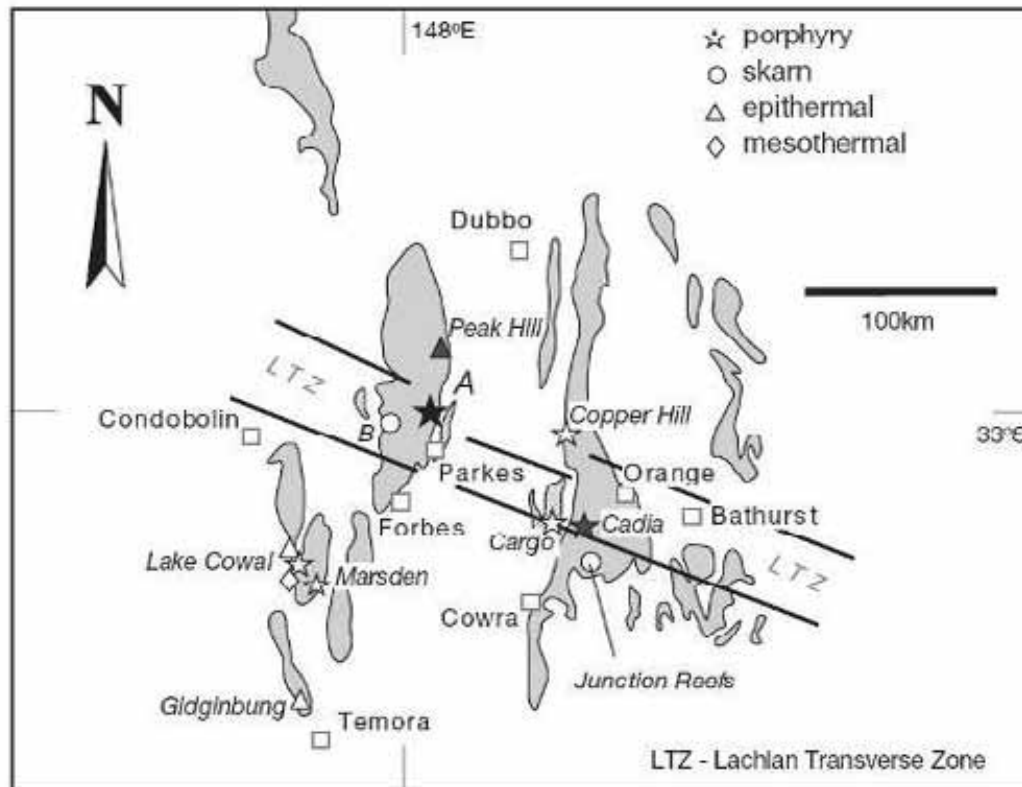 148°E
porphyry
skarn
epithermal
mesothermal
N
Dubbo
100km
Peak Hill
LTZ
A
Condobolin
B
Copper Hill
33°S
Parkes
Orange
Forbes
Cargo
Cadia
Bathurst
Lake Cowal
Marsden
LTZ
Cowra
Junction Reefs
Gidginbung
Temora
LTZ - Lachlan Transverse Zone